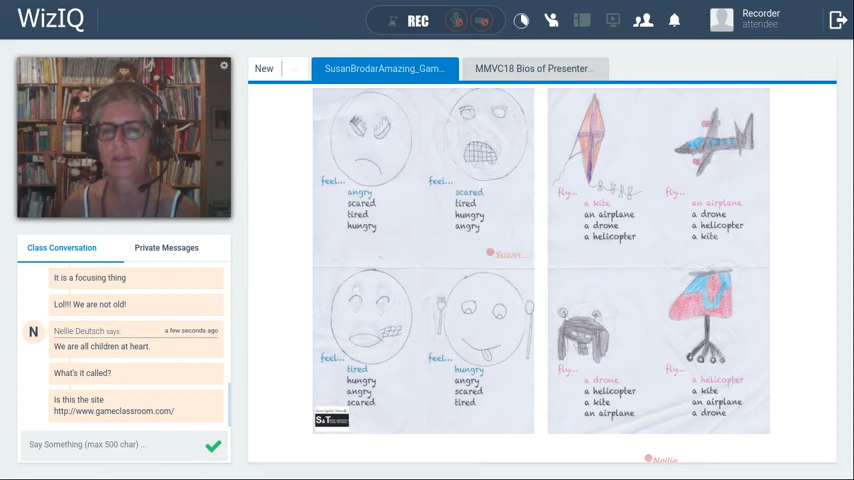 WizIQ
REC
Recorder
attendee
New
SusanBrodarAmazing_Gam...
MMVC18 Bios of Presenter...
feel...
angry
scared
tired
hungry
feel...
scared
tired
hungry
angry
Susan...
fly...
a kite
an airplane
a drone
a helicopter
fly...
an airplane
a drone
a helicopter
a kite
feel...
tired
hungry
angry
scared
feel...
hungry
angry
scared
tired
S&T
fly...
a drone
a helicopter
a kite
an airplane
fly...
a helicopter
a kite
an airplane
a drone
Nellie
Class Conversation
Private Messages
It is a focusing thing
Lol!!! We are not old!
N
Nellie Deutsch says:
a few seconds ago
We are all children at heart.
What's it called?
Is this the site
http://www.gameclassroom.com/
Say Something (max 500 char) ...